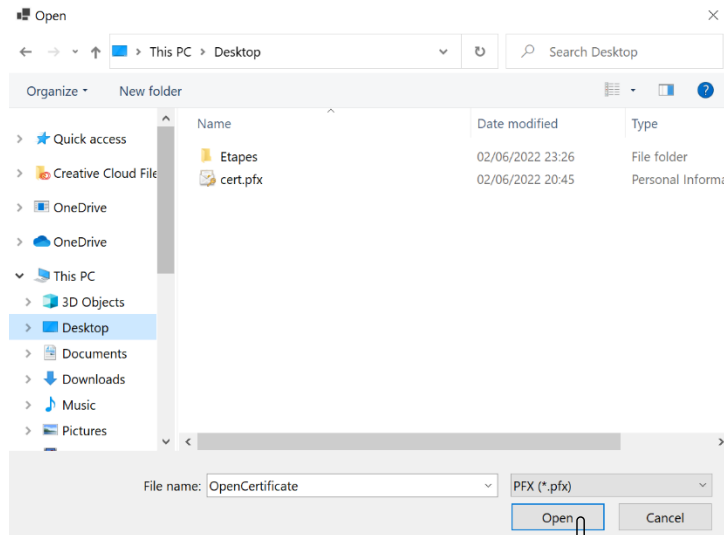 Open
This PC > Desktop
Search Desktop
Organize
New folder
?
Name
Date modified
Type
Quick access
Creative Cloud File
OneDrive
OneDrive
This PC
3D Objects
Desktop
Documents
Downloads
Music
Pictures
Etapes 02/06/2022 23:26 File folder
cert.pfx 02/06/2022 20:45 Personal Informa
File name: OpenCertificate
PFX (*.pfx)
Open
Cancel